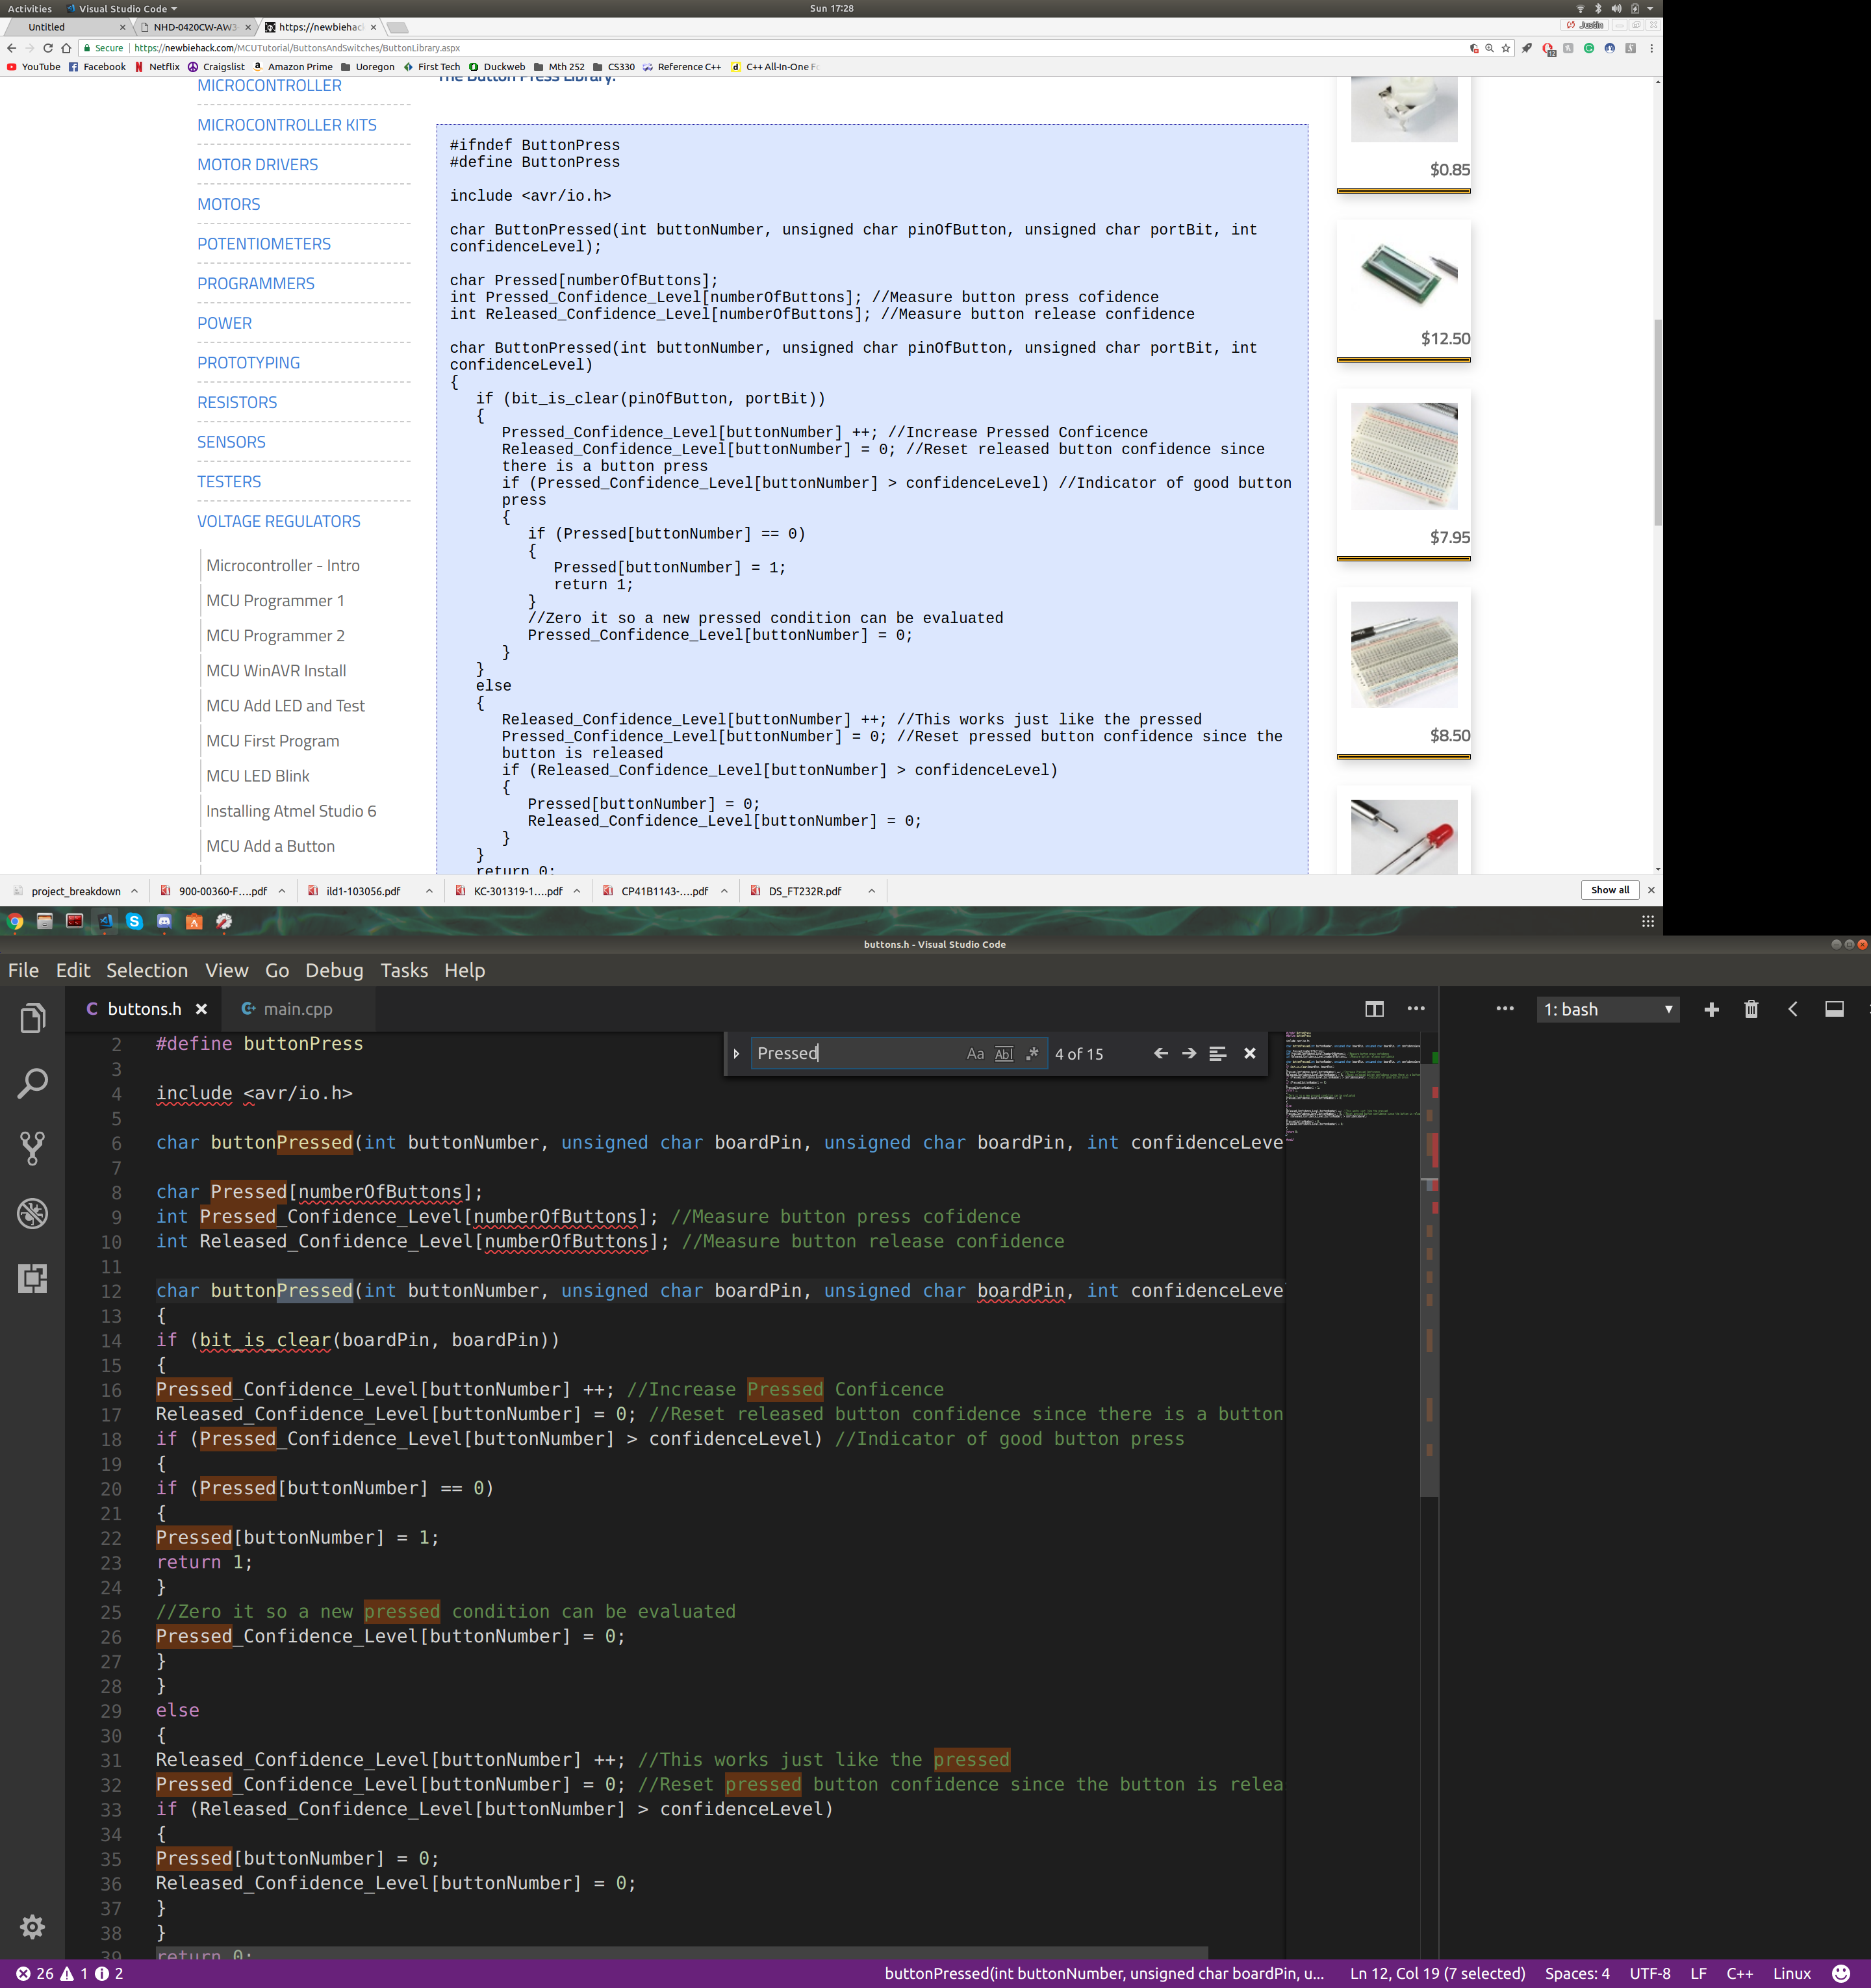 Activities Visual Studio Code Sun 17:28
Untitled NHD-0420CW-AW3 https://newbiehac Justin
Secure https://newbiehack.com/MCUTutorial/ButtonsAndSwitches/ButtonLibrary.aspx
YouTube Facebook Netflix Craigslist Amazon Prime Uoregon First Tech Duckweb Mth 252 CS330 Reference C++ C++ All-In-One Fo
MICROCONTROLLER
MICROCONTROLLER KITS
MOTOR DRIVERS
MOTORS
POTENTIOMETERS
PROGRAMMERS
POWER
PROTOTYPING
RESISTORS
SENSORS
TESTERS
VOLTAGE REGULATORS
Microcontroller - Intro
MCU Programmer 1
MCU Programmer 2
MCU WinAVR Install
MCU Add LED and Test
MCU First Program
MCU LED Blink
Installing Atmel Studio 6
MCU Add a Button
The Button Press Library:
#ifndef ButtonPress
#define ButtonPress
include <avr/io.h>
char ButtonPressed(int buttonNumber, unsigned char pinOfButton, unsigned char portBit, int
confidenceLevel);
char Pressed[numberOfButtons];
int Pressed_Confidence_Level[numberOfButtons]; //Measure button press cofidence
int Released_Confidence_Level[numberOfButtons]; //Measure button release confidence
char ButtonPressed(int buttonNumber, unsigned char pinOfButton, unsigned char portBit, int
confidenceLevel)
{
if (bit_is_clear(pinOfButton, portBit))
{
Pressed_Confidence_Level[buttonNumber] ++; //Increase Pressed Conficence
Released_Confidence_Level[buttonNumber] = 0; //Reset released button confidence since
there is a button press
if (Pressed_Confidence_Level[buttonNumber] > confidenceLevel) //Indicator of good button
press
{
if (Pressed[buttonNumber] == 0)
{
Pressed[buttonNumber] = 1;
return 1;
}
//Zero it so a new pressed condition can be evaluated
Pressed_Confidence_Level[buttonNumber] = 0;
}
}
else
{
Released_Confidence_Level[buttonNumber] ++; //This works just like the pressed
Pressed_Confidence_Level[buttonNumber] = 0; //Reset pressed button confidence since the
button is released
if (Released_Confidence_Level[buttonNumber] > confidenceLevel)
{
Pressed[buttonNumber] = 0;
Released_Confidence_Level[buttonNumber] = 0;
}
}
return 0;
$0.85
$12.50
$7.95
$8.50
project_breakdown 900-00360-F....pdf ild1-103056.pdf KC-301319-1....pdf CP41B1143-....pdf DS_FT232R.pdf Show all
buttons.h - Visual Studio Code
File Edit Selection View Go Debug Tasks Help
buttons.h main.cpp 1: bash
Pressed Aa Abl .* 4 of 15
2 #define buttonPress
3
4 include <avr/io.h>
5
6 char buttonPressed(int buttonNumber, unsigned char boardPin, unsigned char boardPin, int confidenceLeve
7
8 char Pressed[numberOfButtons];
9 int Pressed_Confidence_Level[numberOfButtons]; //Measure button press cofidence
10 int Released_Confidence_Level[numberOfButtons]; //Measure button release confidence
11
12 char buttonPressed(int buttonNumber, unsigned char boardPin, unsigned char boardPin, int confidenceLeve
13 {
14 if (bit_is_clear(boardPin, boardPin))
15 {
16 Pressed_Confidence_Level[buttonNumber] ++; //Increase Pressed Conficence
17 Released_Confidence_Level[buttonNumber] = 0; //Reset released button confidence since there is a button
18 if (Pressed_Confidence_Level[buttonNumber] > confidenceLevel) //Indicator of good button press
19 {
20 if (Pressed[buttonNumber] == 0)
21 {
22 Pressed[buttonNumber] = 1;
23 return 1;
24 }
25 //Zero it so a new pressed condition can be evaluated
26 Pressed_Confidence_Level[buttonNumber] = 0;
27 }
28 }
29 else
30 {
31 Released_Confidence_Level[buttonNumber] ++; //This works just like the pressed
32 Pressed_Confidence_Level[buttonNumber] = 0; //Reset pressed button confidence since the button is relea
33 if (Released_Confidence_Level[buttonNumber] > confidenceLevel)
34 {
35 Pressed[buttonNumber] = 0;
36 Released_Confidence_Level[buttonNumber] = 0;
37 }
38 }
39 return 0;
26 1 2 buttonPressed(int buttonNumber, unsigned char boardPin, u... Ln 12, Col 19 (7 selected) Spaces: 4 UTF-8 LF C++ Linux